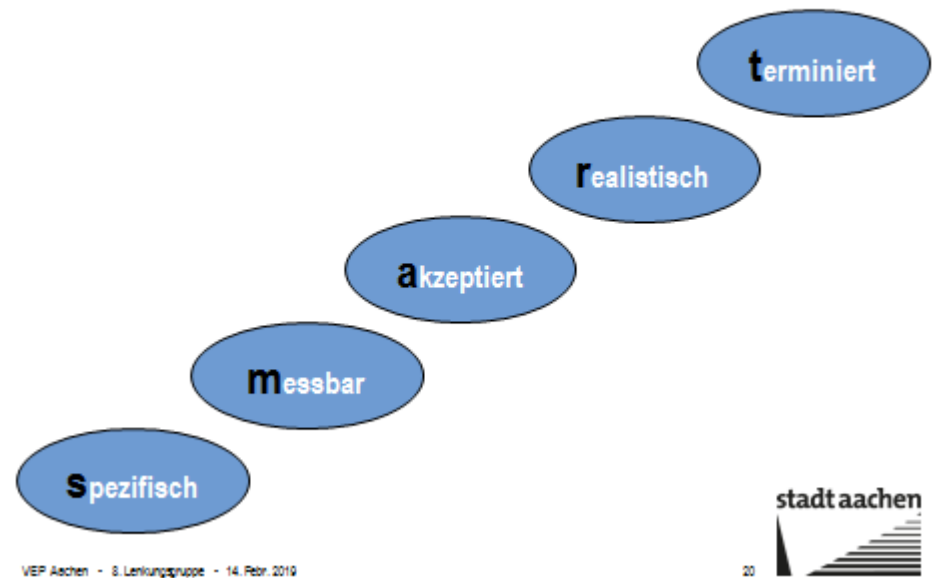 terminiert
realistisch
akzeptiert
messbar
spezifisch
stadt aachen
VEP Aachen - 8. Lenkungsgruppe - 14. Febr. 2019
20